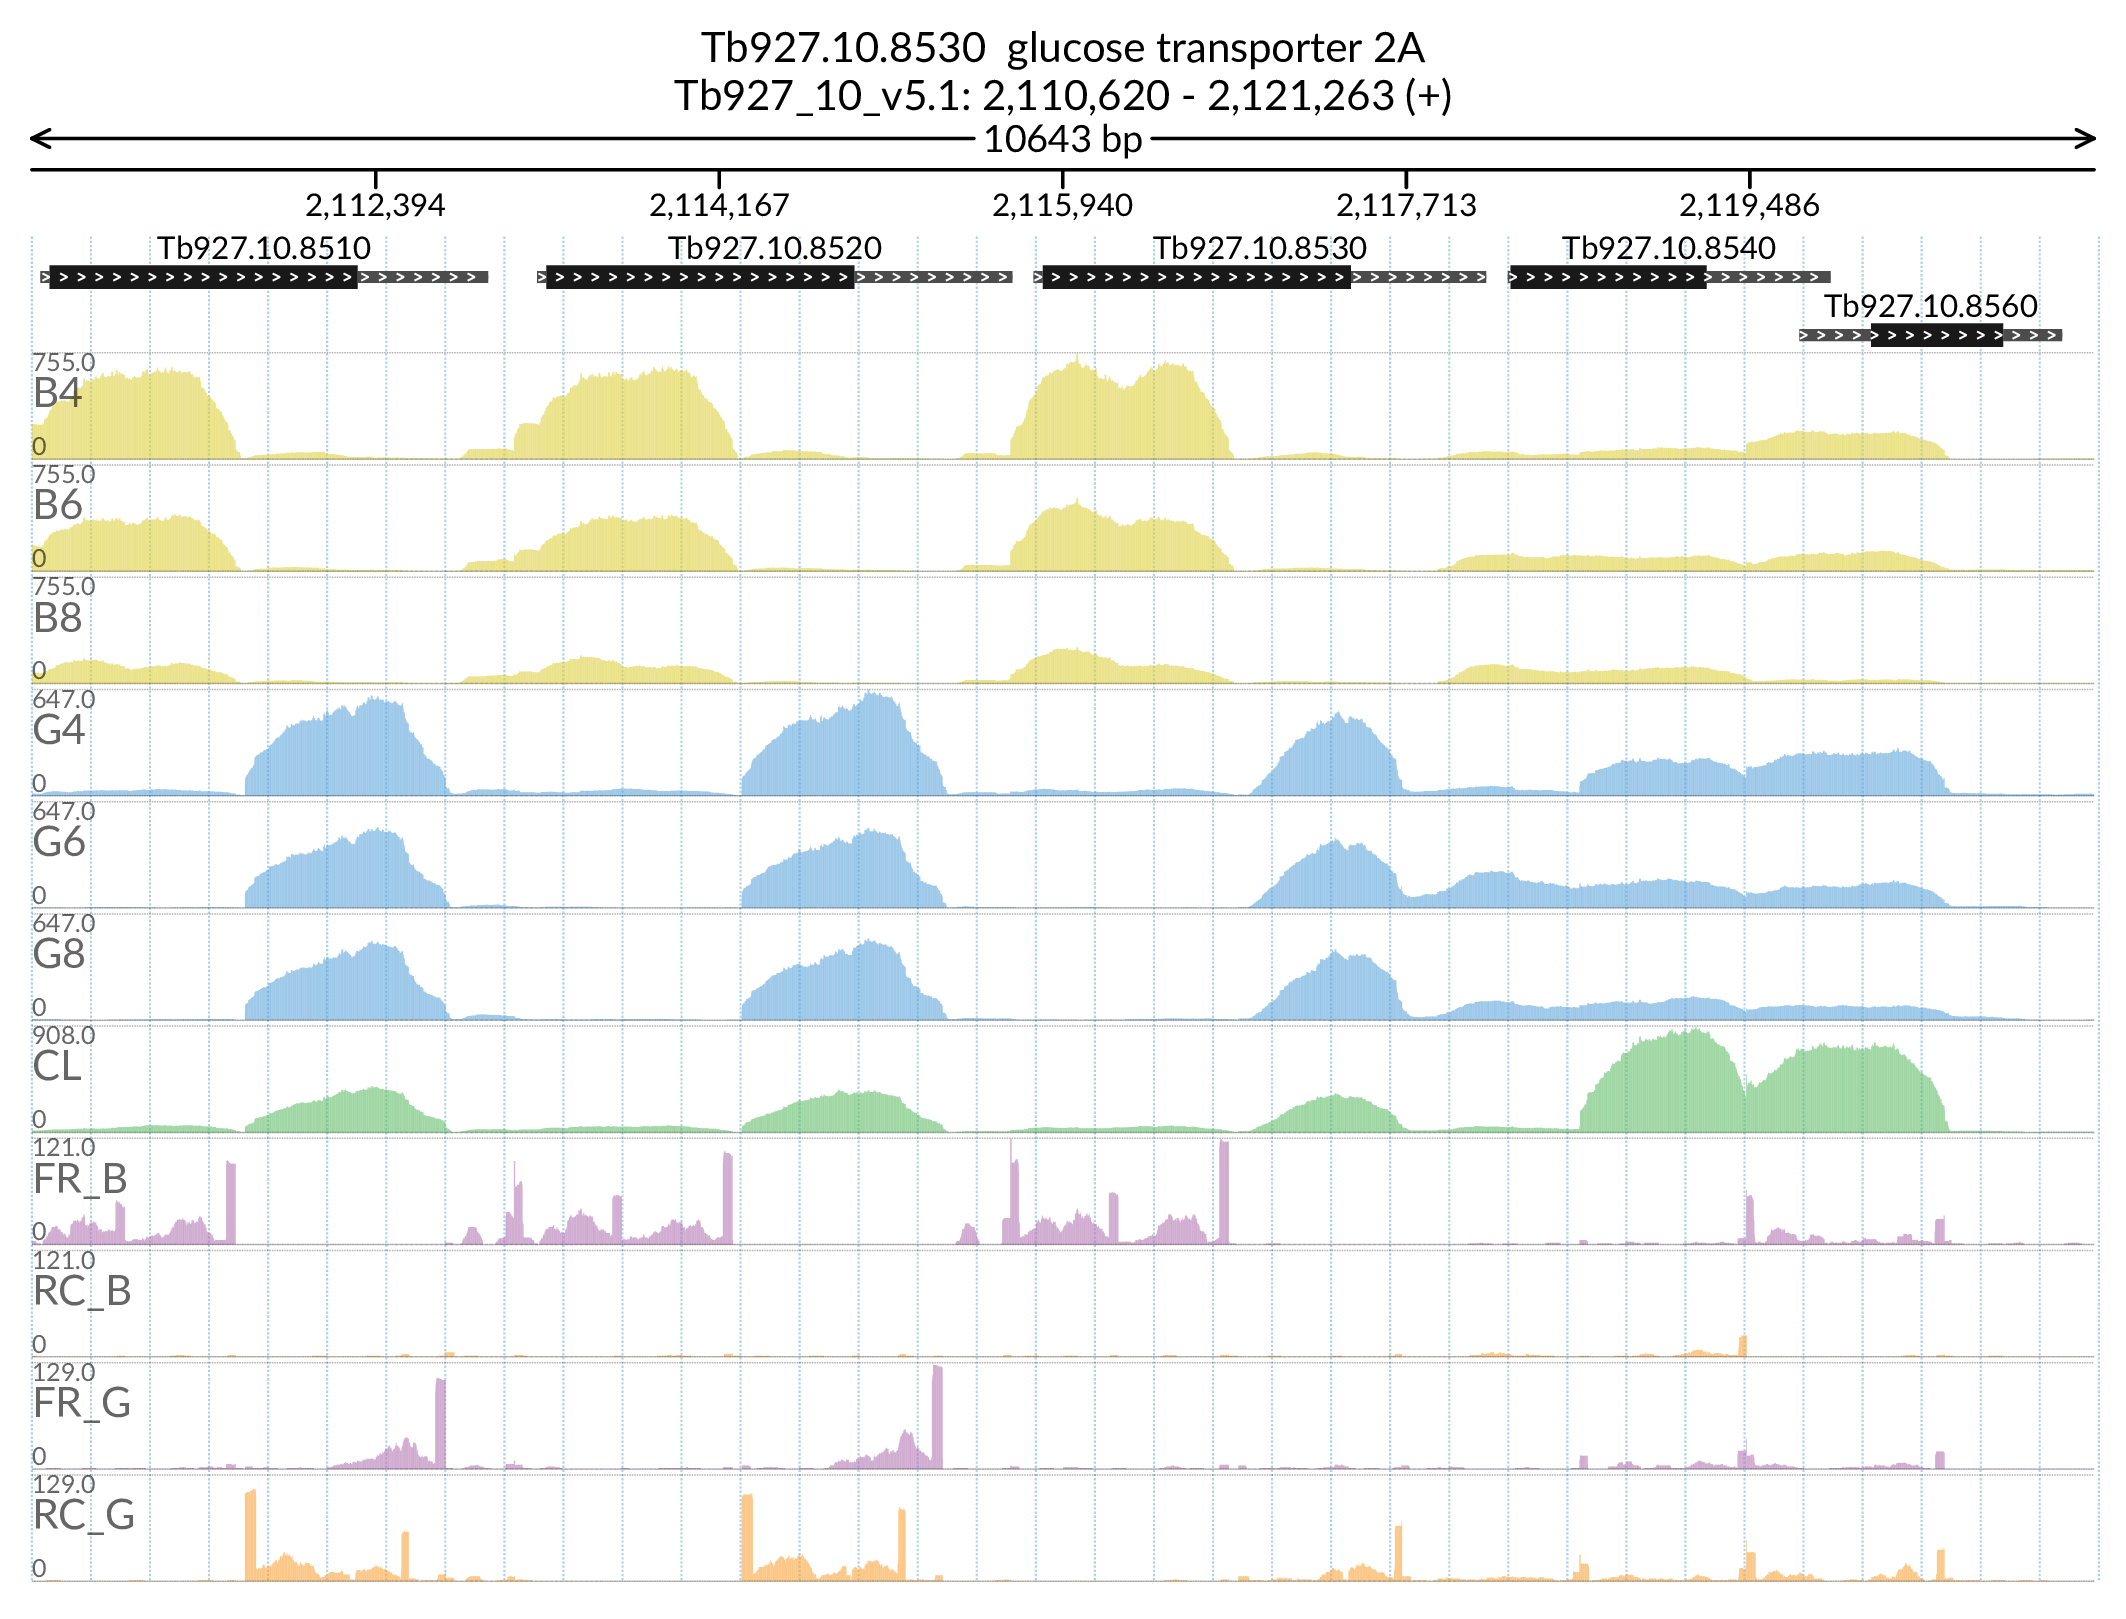 Tb927.10.8530 glucose transporter 2A
Tb927_10_v5.1: 2,110,620 - 2,121,263 (+)
10643 bp
2,112,394 2,114,167 2,115,940 2,117,713 2,119,486
Tb927.10.8510 Tb927.10.8520 Tb927.10.8530 Tb927.10.8540
Tb927.10.8560
755.0
B4
0
755.0
B6
0
755.0
B8
0
647.0
G4
0
647.0
G6
0
647.0
G8
0
908.0
CL
0
121.0
FR_B
0
121.0
RC_B
0
129.0
FR_G
0
129.0
RC_G
0